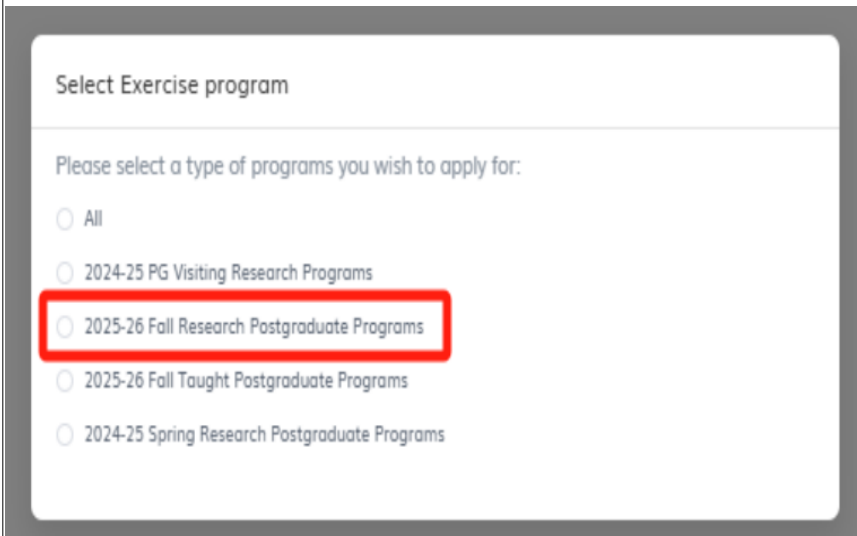 Select Exercise program
Please select a type of programs you wish to apply for:
All
2024-25 PG Visiting Research Programs
2025-26 Fall Research Postgraduate Programs
2025-26 Fall Taught Postgraduate Programs
2024-25 Spring Research Postgraduate Programs